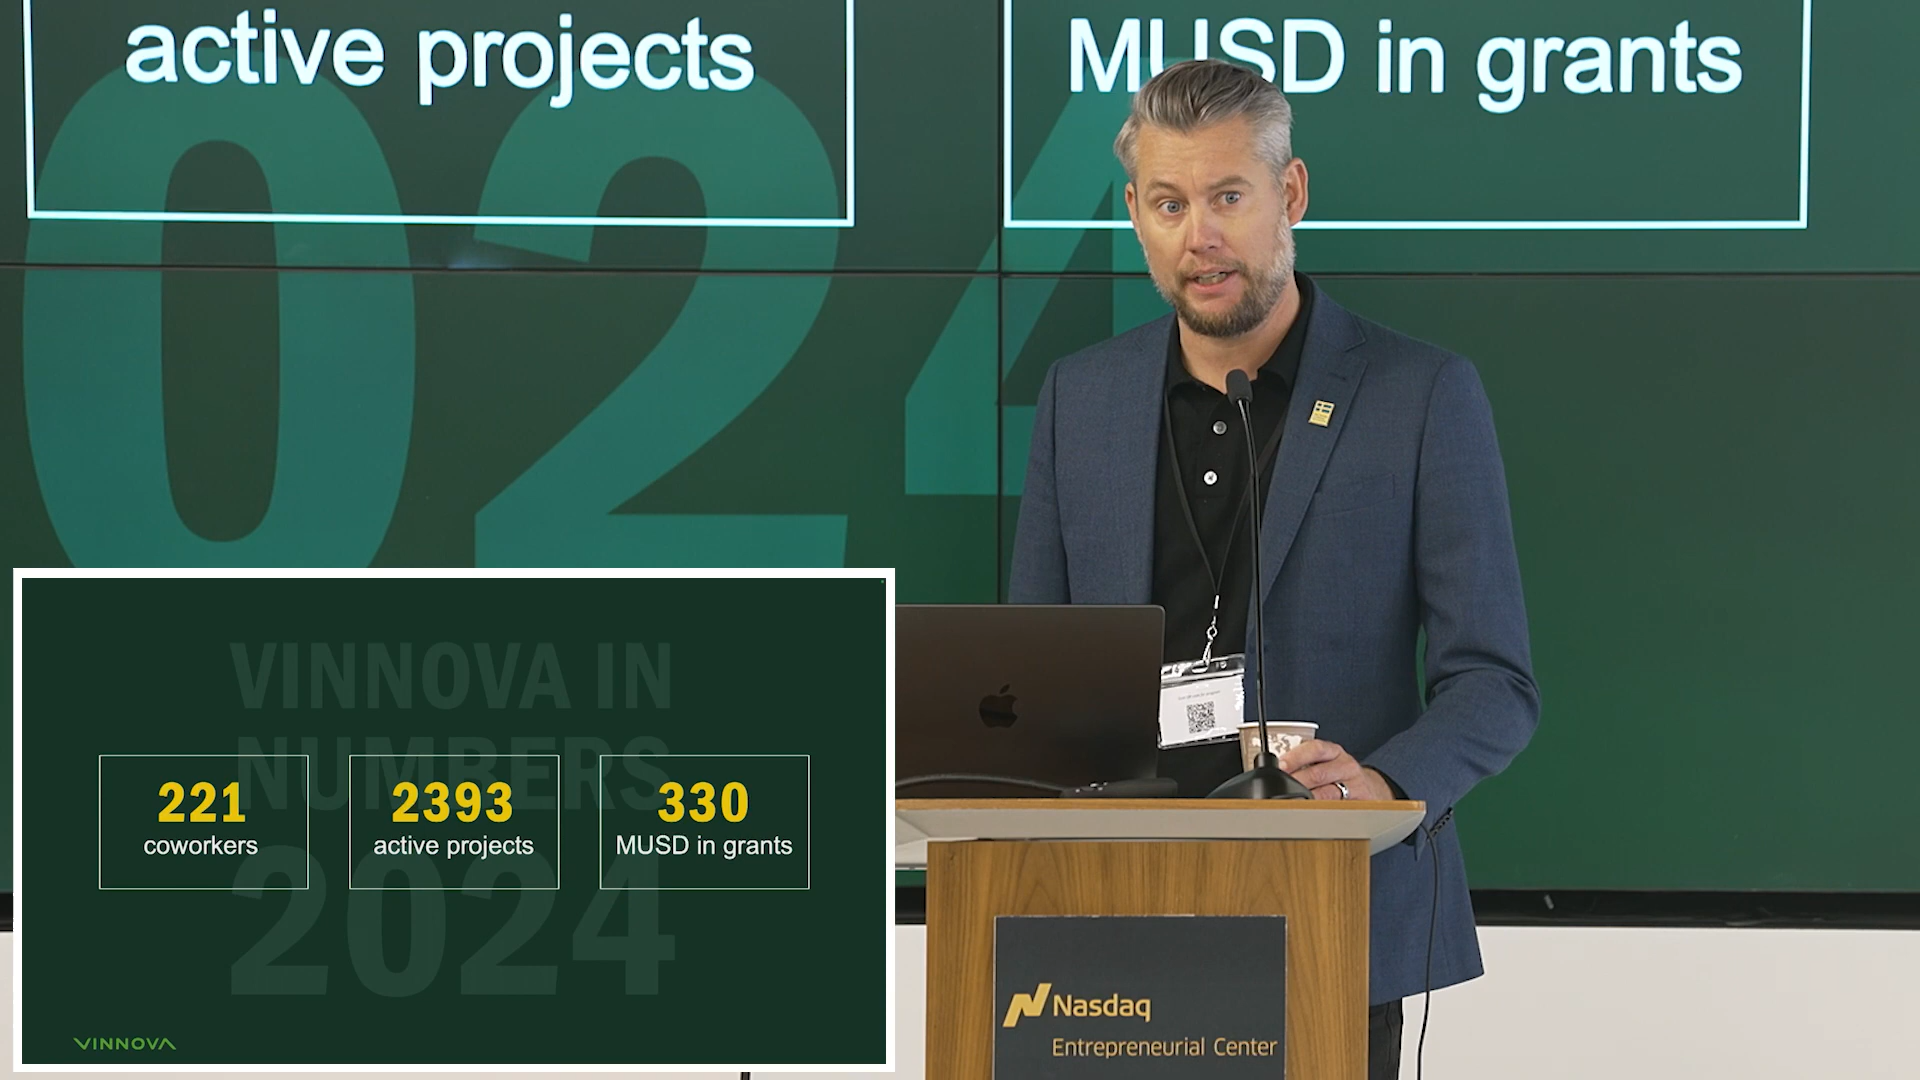 active projects
MUSD in grants
024
VINNOVA IN
NUMBERS
2024
221
coworkers
2393
active projects
330
MUSD in grants
VINNOVA
Nasdaq
Entrepreneurial Center